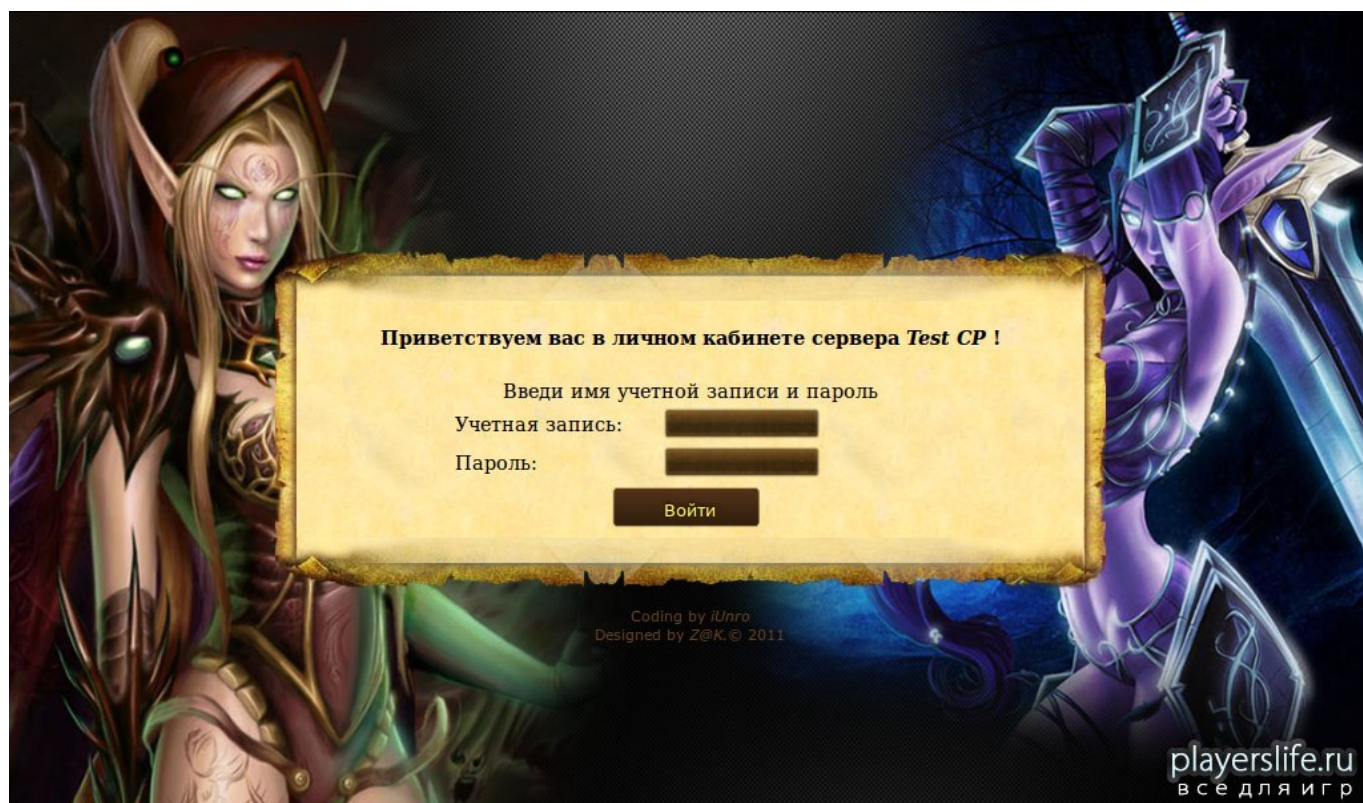 Приветствуем вас в личном кабинете сервера Test CP !
Введи имя учетной записи и пароль
Учетная запись:
Пароль:
Войти
Coding by iUnro
Designed by Z@K.© 2011
playerslife.ru
все для игр